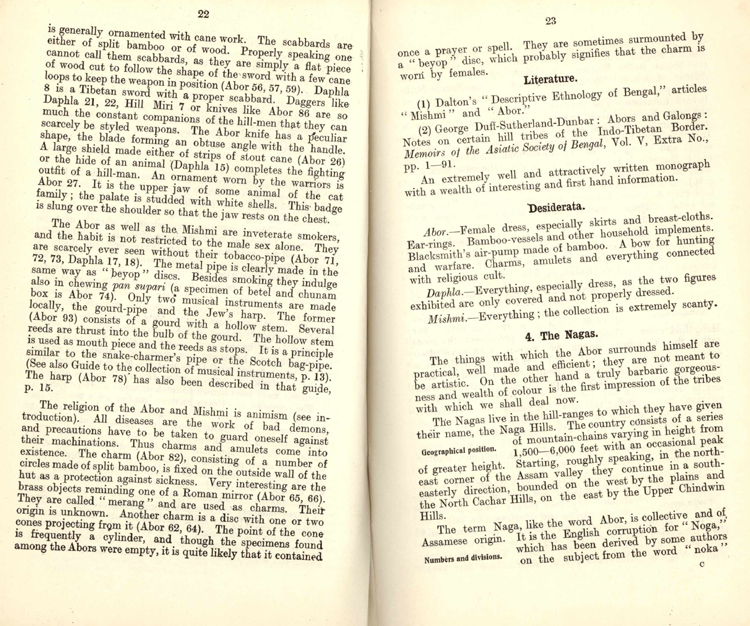 22
is generally ornamented with cane work. The scabbards are
either of split bamboo or of wood. Properly speaking one
cannot call them scabbards, as they are simply a flat piece
of wood cut to follow the shape of the sword with a few cane
loops to keep the weapon in position (Abor 56, 57, 59). Daphla
8 is a Tibetan sword with a proper scabbard. Daggers like
Daphla 21, 22, Hill Miri 7 or knives like Abor 86 are so
much the constant companions of the hill-men that they can
scarcely be styled weapons. The Abor knife has a peculiar
shape, the blade forming an obtuse angle with the handle.
A large shield made either of strips of stout cane (Abor 26)
or the hide of an animal (Daphla 15) completes the fighting
outfit of a hill-man. An ornament worn by the warriors is
Abor 27. It is the upper jaw of some animal of the cat
family; the palate is studded with white shells. This badge
is slung over the shoulder so that the jaw rests on the chest.
The Abor as well as the Mishmi are inveterate smokers,
and the habit is not restricted to the male sex alone. They
are scarcely ever seen without their tobacco-pipe (Abor 71,
72, 73, Daphla 17, 18). The metal pipe is clearly made in the
same way as "beyop" discs. Besides smoking they indulge
also in chewing pan supari (a specimen of betel and chunam
box is Abor 74). Only two musical instruments are made
locally, the gourd-pipe and the Jew's harp. The former
(Abor 93) consists of a gourd with a hollow stem. Several
reeds are thrust into the bulb of the gourd. The hollow stem
is used as mouth piece and the reeds as stops. It is a principle
similar to the snake-charmer's pipe or the Scotch bag-pipe.
(See also Guide to the collection of musical instruments, p. 13).
The harp (Abor 78) has also been described in that guide,
p. 15.
The religion of the Abor and Mishmi is animism (see in-
troduction). All diseases are the work of bad demons,
and precautions have to be taken to guard oneself against
their machinations. Thus charms and amulets come into
existence. The charm (Abor 82), consisting of a number of
circles made of split bamboo, is fixed on the outside wall of the
hut as a protection against sickness. Very interesting are the
brass objects reminding one of a Roman mirror (Abor 65, 66).
They are called "merang" and are used as charms. Their
origin is unknown. Another charm is a disc with one or two
cones projecting from it (Abor 62, 64). The point of the cone
is frequently a cylinder, and though the specimens found
among the Abors were empty, it is quite likely that it contained
23
once a prayer or spell. They are sometimes surmounted by
a "beyop" disc, which probably signifies that the charm is
worn by females.
Literature.
(1) Dalton's "Descriptive Ethnology of Bengal," articles
"Mishmi" and "Abor."
(2) George Duff-Sutherland-Dunbar: Abors and Galongs:
Notes on certain hill tribes of the Indo-Tibetan Border.
Memoirs of the Asiatic Society of Bengal, Vol. V, Extra No.,
pp. 1—91.
An extremely well and attractively written monograph
with a wealth of interesting and first hand information.
Desiderata.
Abor.—Female dress, especially skirts and breast-cloths.
Ear-rings. Bamboo-vessels and other household implements.
Blacksmith's air-pump made of bamboo. A bow for hunting
and warfare. Charms, amulets and everything connected
with religious cult.
Daphla.—Everything, especially dress, as the two figures
exhibited are only covered and not properly dressed.
Mishmi.—Everything; the collection is extremely scanty.
4. The Nagas.
The things with which the Abor surrounds himself are
practical, well made and efficient; they are not meant to
be artistic. On the other hand a truly barbaric gorgeous-
ness and wealth of colour is the first impression of the tribes
with which we shall deal now.
The Nagas live in the hill-ranges to which they have given
their name, the Naga Hills. The country consists of a series
Geographical position. of mountain-chains varying in height from
1,500—6,000 feet with an occasional peak
of greater height. Starting, roughly speaking, in the north-
east corner of the Assam valley they continue in a south-
easterly direction, bounded on the west by the plains and
the North Cachar Hills, on the east by the Upper Chindwin
Hills.
The term Naga, like the word Abor, is collective and of
Assamese origin. It is the English corruption for "Noga,"
Numbers and divisions. which has been derived by some authors
on the subject from the word "noka"
c